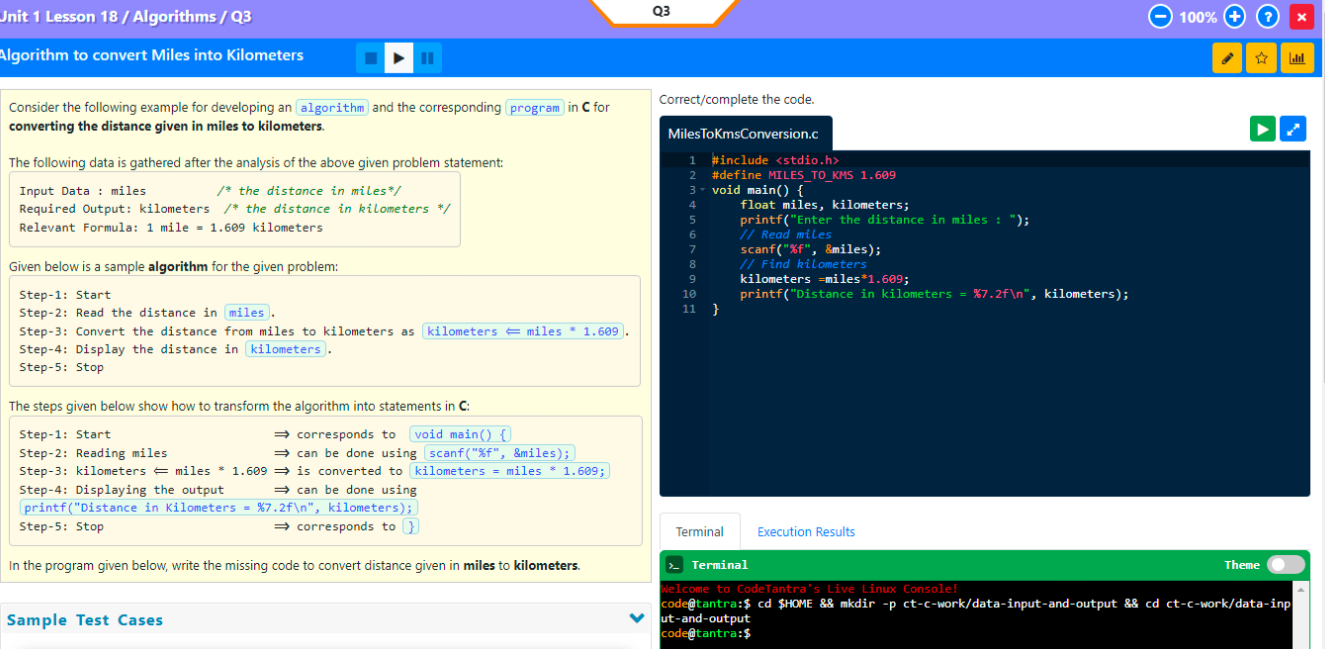 Unit 1 Lesson 18 / Algorithms / Q3
Q3
100%
?
Algorithm to convert Miles into Kilometers
Consider the following example for developing an algorithm and the corresponding program in C for
converting the distance given in miles to kilometers.
The following data is gathered after the analysis of the above given problem statement:
Input Data : miles /* the distance in miles*/
Required Output: kilometers /* the distance in kilometers */
Relevant Formula: 1 mile = 1.609 kilometers
Given below is a sample algorithm for the given problem:
Step-1: Start
Step-2: Read the distance in miles.
Step-3: Convert the distance from miles to kilometers as kilometers ⟸ miles * 1.609.
Step-4: Display the distance in kilometers.
Step-5: Stop
The steps given below show how to transform the algorithm into statements in C:
Step-1: Start ⟹ corresponds to void main() {
Step-2: Reading miles ⟹ can be done using scanf("%f", &miles);
Step-3: kilometers ⟸ miles * 1.609 ⟹ is converted to kilometers = miles * 1.609;
Step-4: Displaying the output ⟹ can be done using
printf("Distance in Kilometers = %7.2f\n", kilometers);
Step-5: Stop ⟹ corresponds to }
In the program given below, write the missing code to convert distance given in miles to kilometers.
Sample Test Cases
Correct/complete the code.
MilesToKmsConversion.c
1 #include <stdio.h>
2 #define MILES_TO_KMS 1.609
3 void main() {
4 float miles, kilometers;
5 printf("Enter the distance in miles : ");
6 // Read miles
7 scanf("%f", &miles);
8 // Find kilometers
9 kilometers =miles*1.609;
10 printf("Distance in kilometers = %7.2f\n", kilometers);
11 }
Terminal Execution Results
Terminal Theme
Welcome to CodeTantra's Live Linux Console!
code@tantra:$ cd $HOME && mkdir -p ct-c-work/data-input-and-output && cd ct-c-work/data-inp
ut-and-output
code@tantra:$